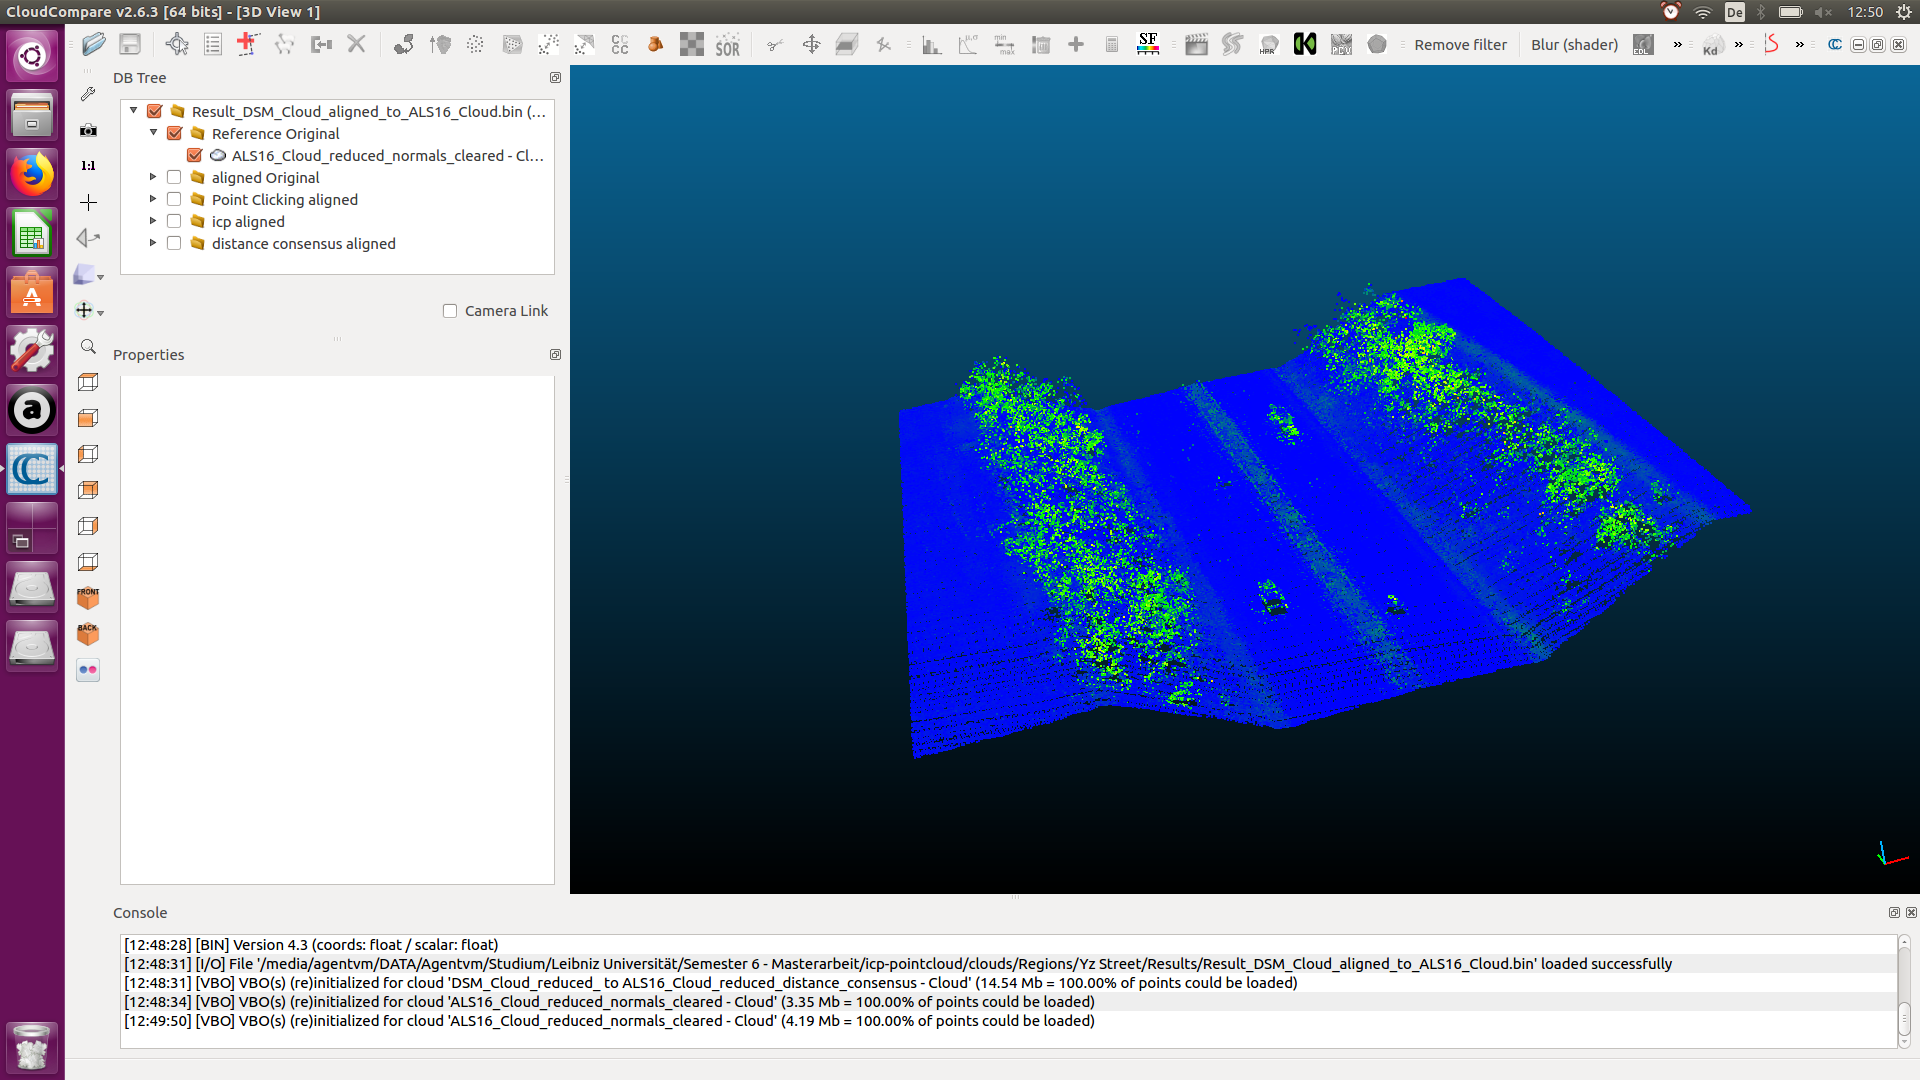 CloudCompare v2.6.3 [64 bits] - [3D View 1]
De
12:50
SOR
min
max
SF
HPR
PCV
Remove filter
Blur (shader)
EDL
»
Kd
»
»
DB Tree
Result_DSM_Cloud_aligned_to_ALS16_Cloud.bin (...
Reference Original
ALS16_Cloud_reduced_normals_cleared - Cl...
aligned Original
Point Clicking aligned
icp aligned
distance consensus aligned
Camera Link
1:1
Properties
FRONT
BACK
Console
[12:48:28] [BIN] Version 4.3 (coords: float / scalar: float)
[12:48:31] [I/O] File '/media/agentvm/DATA/Agentvm/Studium/Leibniz Universität/Semester 6 - Masterarbeit/icp-pointcloud/clouds/Regions/Yz Street/Results/Result_DSM_Cloud_aligned_to_ALS16_Cloud.bin' loaded successfully
[12:48:31] [VBO] VBO(s) (re)initialized for cloud 'DSM_Cloud_reduced_ to ALS16_Cloud_reduced_distance_consensus - Cloud' (14.54 Mb = 100.00% of points could be loaded)
[12:48:34] [VBO] VBO(s) (re)initialized for cloud 'ALS16_Cloud_reduced_normals_cleared - Cloud' (3.35 Mb = 100.00% of points could be loaded)
[12:49:50] [VBO] VBO(s) (re)initialized for cloud 'ALS16_Cloud_reduced_normals_cleared - Cloud' (4.19 Mb = 100.00% of points could be loaded)